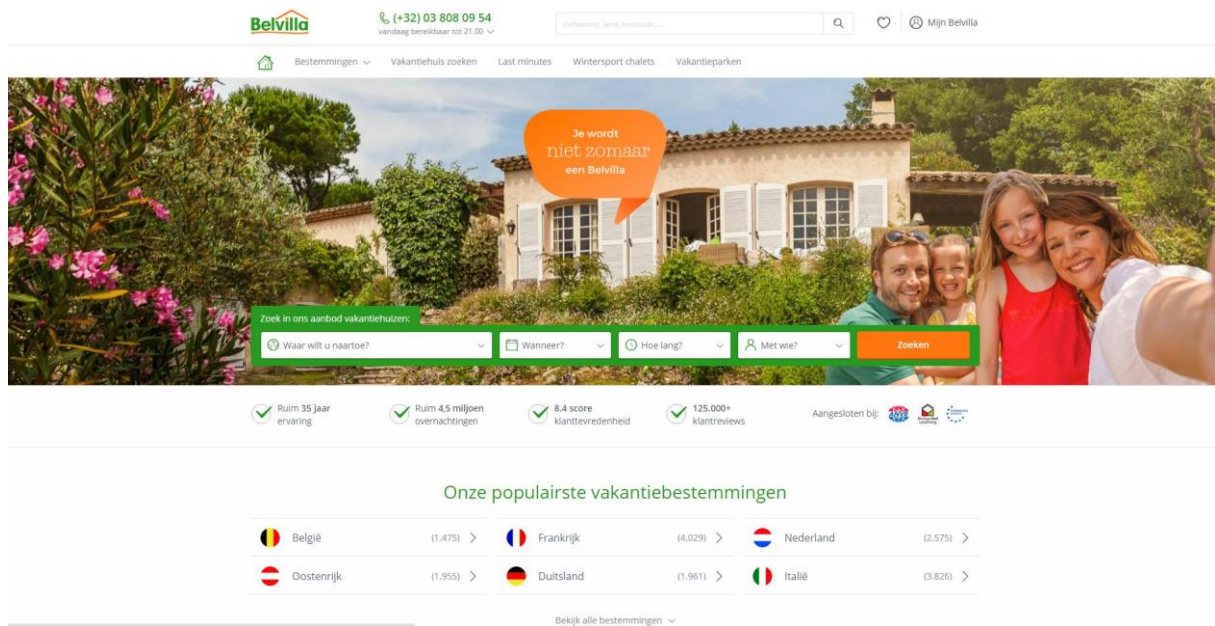 Belvilla
(+32) 03 808 09 54
vandaag bereikbaar tot 21.00
Mijn Belvilla
Bestemmingen
Vakantiehuis zoeken
Last minutes
Wintersport chalets
Vakantieparken
Je wordt
niet zomaar
een Belvilla
Zoek in ons aanbod vakantiehuizen:
Waar wilt u naartoe?
Wanneer?
Hoe lang?
Met wie?
Zoeken
Ruim 35 jaar
ervaring
Ruim 4,5 miljoen
overnachtingen
8.4 score
klanttevredenheid
125.000+
klantreviews
Aangesloten bij:
Onze populairste vakantiebestemmingen
België (1.475)
Frankrijk (4.029)
Nederland (2.575)
Oostenrijk (1.955)
Duitsland (1.961)
Italië (3.826)
Bekijk alle bestemmingen